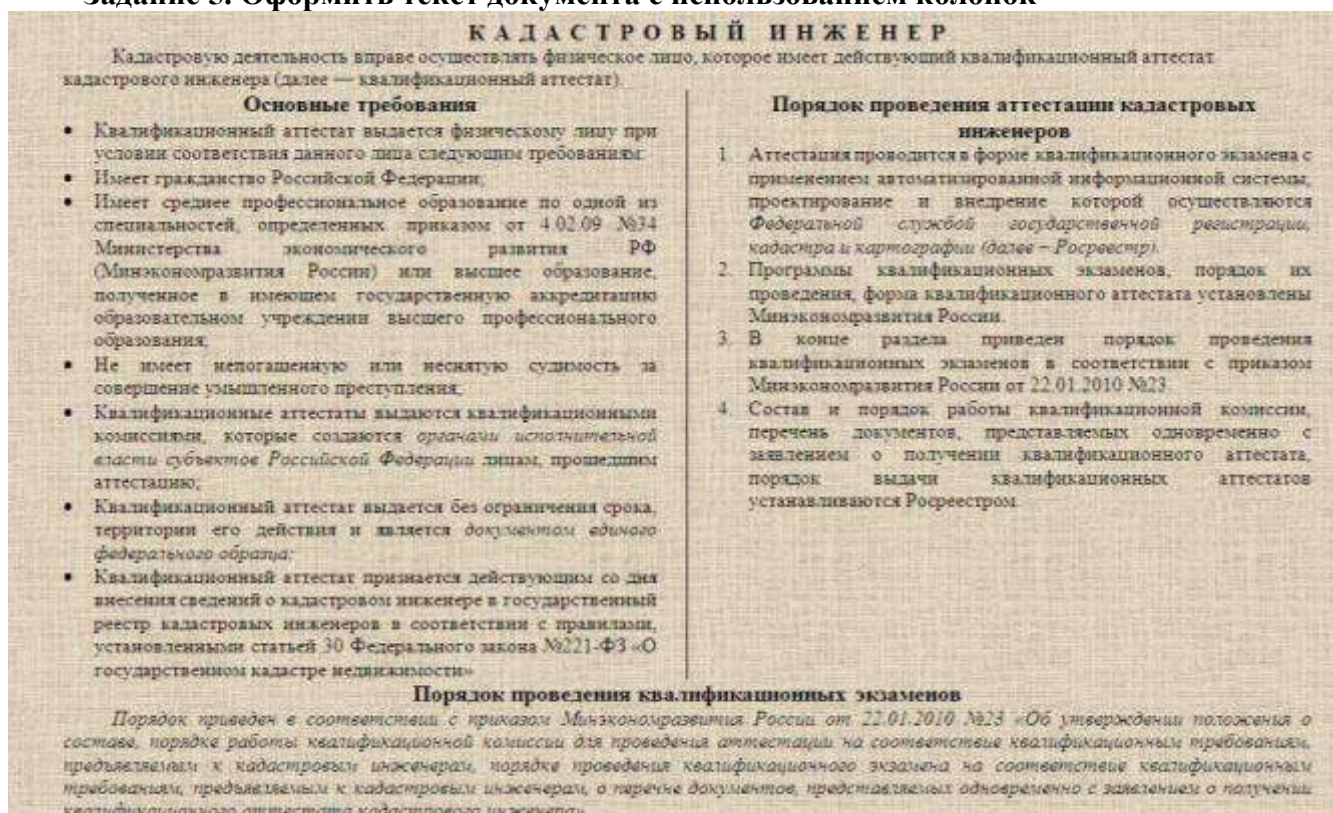 Задание 3. Оформить текст документа с использованием колонок
КАДАСТРОВЫЙ ИНЖЕНЕР
Кадастровую деятельность вправе осуществлять физическое лицо, которое имеет действующий квалификационный аттестат
кадастрового инженера (далее — квалификационный аттестат).
Основные требования
• Квалификационный аттестат выдается физическому лицу при
условии соответствия данного лица следующим требованиям:
• Имеет гражданство Российской Федерации;
• Имеет среднее профессиональное образование по одной из
специальностей, определенных приказом от 4.02.09 №34
Министерства экономического развития РФ
(Минэкономразвития России) или высшее образование,
полученное в имеющем государственную аккредитацию
образовательном учреждении высшего профессионального
образования;
• Не имеет непогашенную или неснятую судимость за
совершение умышленного преступления;
• Квалификационные аттестаты выдаются квалификационными
комиссиями, которые создаются органами исполнительной
власти субъектов Российской Федерации лицам, прошедшим
аттестацию;
• Квалификационный аттестат выдается без ограничения срока,
территории его действия и является документом единого
федерального образца;
• Квалификационный аттестат признается действующим со дня
внесения сведений о кадастровом инженере в государственный
реестр кадастровых инженеров в соответствии с правилами,
установленными статьей 30 Федерального закона №221-ФЗ «О
государственном кадастре недвижимости»
Порядок проведения аттестации кадастровых
инженеров
1. Аттестация проводится в форме квалификационного экзамена с
применением автоматизированной информационной системы,
проектирование и внедрение которой осуществляются
Федеральной службой государственной регистрации,
кадастра и картографии (далее – Росреестр).
2. Программы квалификационных экзаменов, порядок их
проведения, форма квалификационного аттестата установлены
Минэкономразвития России.
3. В конце раздела приведен порядок проведения
квалификационных экзаменов в соответствии с приказом
Минэкономразвития России от 22.01.2010 №23.
4. Состав и порядок работы квалификационной комиссии,
перечень документов, представляемых одновременно с
заявлением о получении квалификационного аттестата,
порядок выдачи квалификационных аттестатов
устанавливаются Росреестром.
Порядок проведения квалификационных экзаменов
Порядок приведен в соответствии с приказом Минэкономразвития России от 22.01.2010 №23 «Об утверждении положения о
составе, порядке работы квалификационной комиссии для проведения аттестации на соответствие квалификационным требованиям,
предъявляемым к кадастровым инженерам, порядке проведения квалификационного экзамена на соответствие квалификационным
требованиям, предъявляемым к кадастровым инженерам, о перечне документов, представляемых одновременно с заявлением о получении
квалификационного аттестата кадастрового инженера»